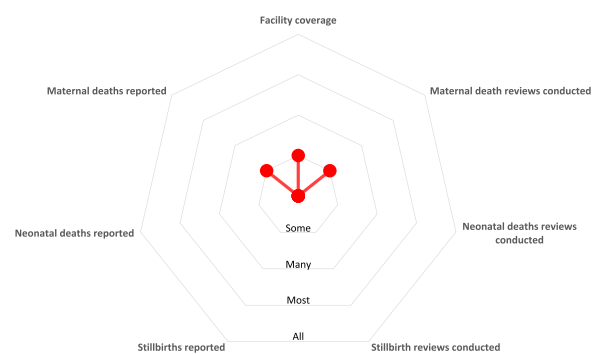 Facility coverage
Maternal deaths reported
Maternal death reviews conducted
Neonatal deaths reported
Neonatal deaths reviews
conducted
Some
Many
Most
All
Stillbirths reported
Stillbirth reviews conducted